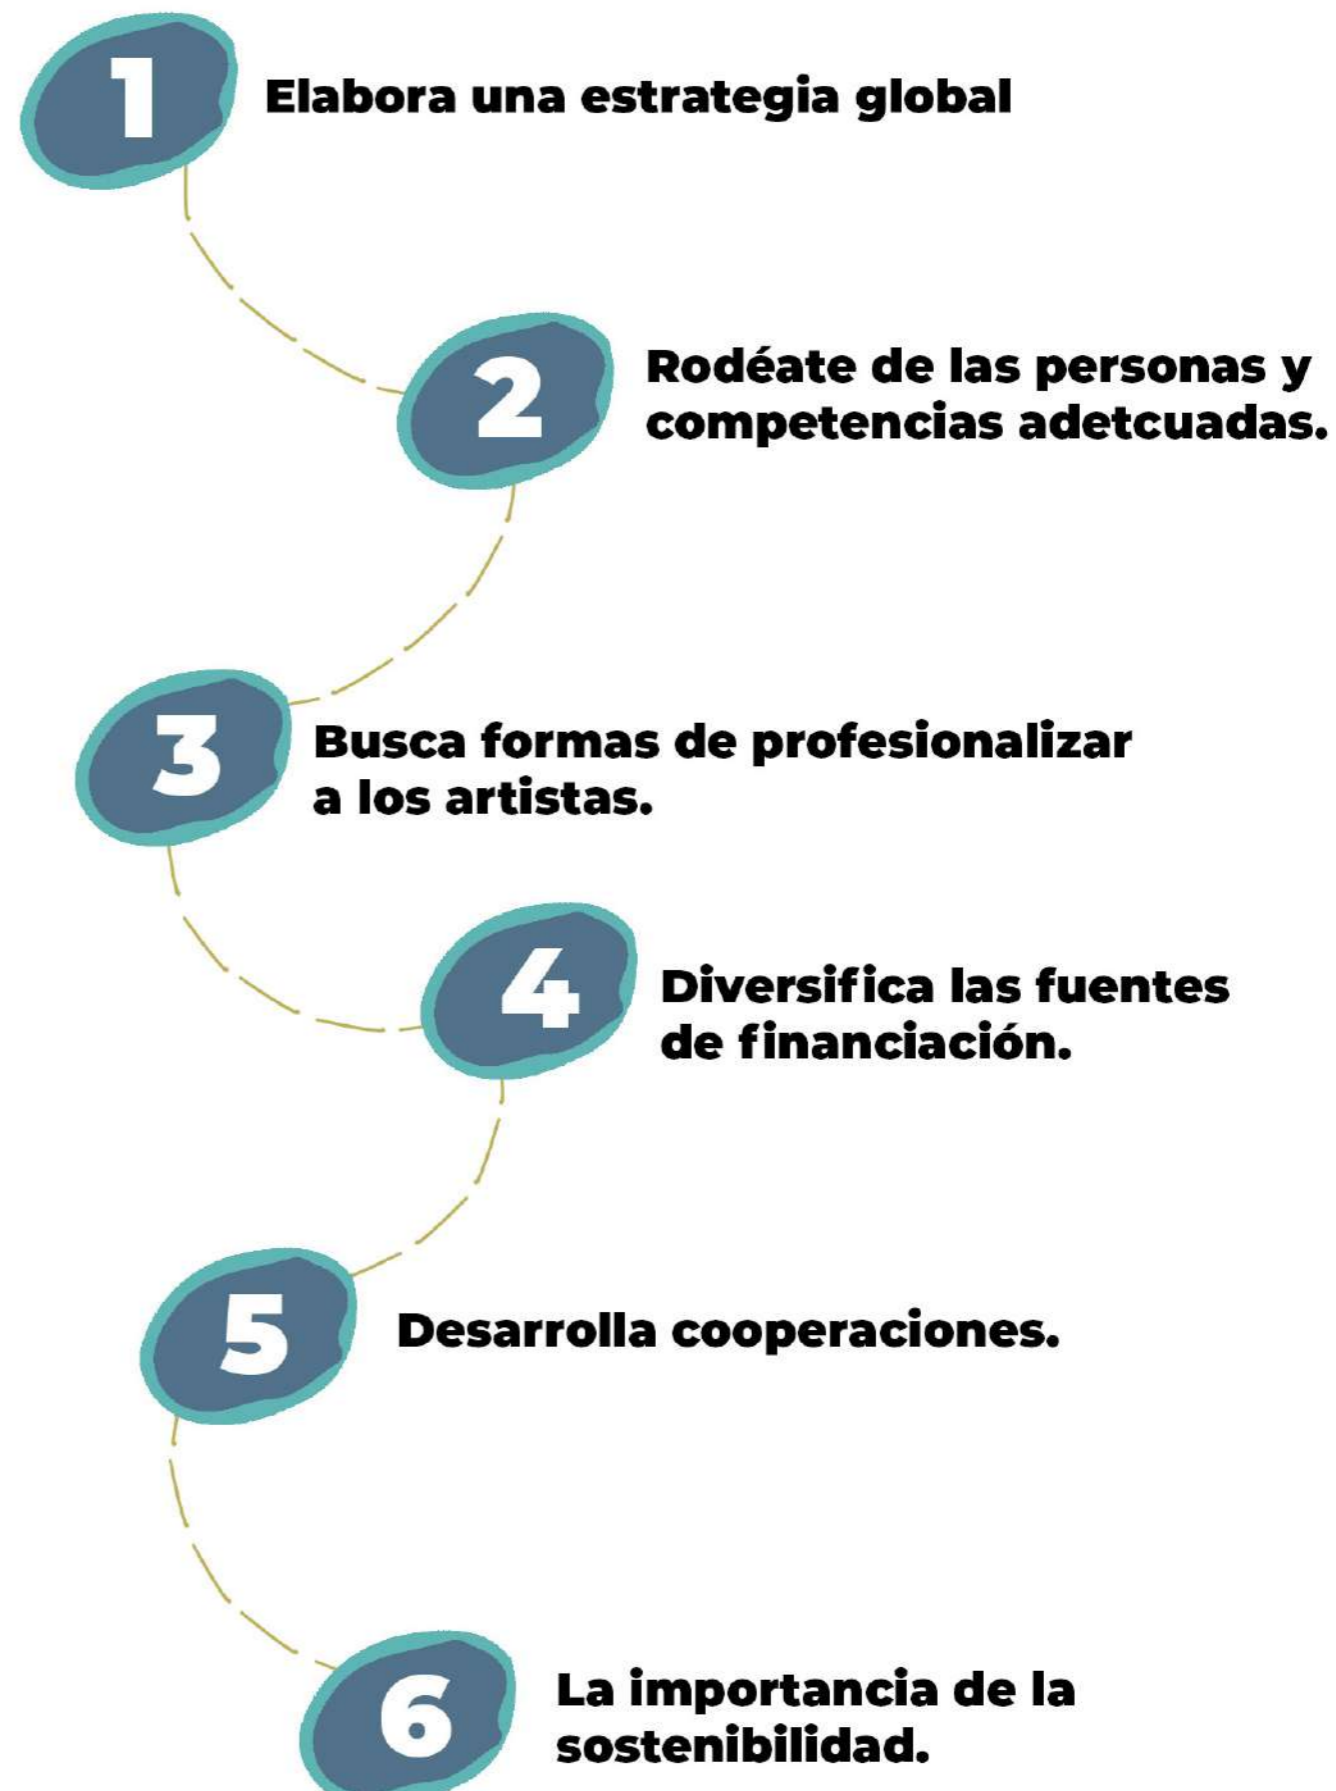 1
Elabora una estrategia global
2
Rodéate de las personas y
competencias adetcuadas.
3
Busca formas de profesionalizar
a los artistas.
4
Diversifica las fuentes
de financiación.
5
Desarrolla cooperaciones.
6
La importancia de la
sostenibilidad.